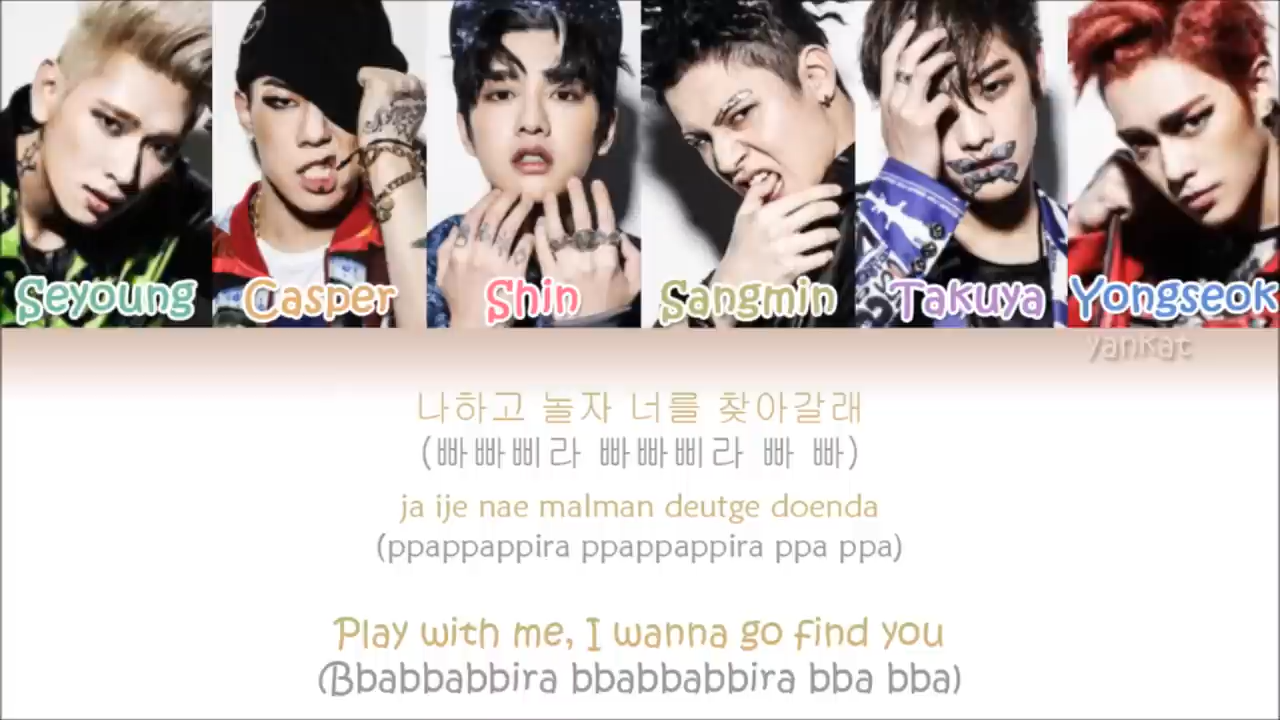 Seyoung Casper Shin Sangmin Takuya Yongseok
yanKat
나하고 놀자 너를 찾아갈래
(빠빠삐라 빠빠삐라 빠 빠)
ja ije nae malman deutge doenda
(ppappappira ppappappira ppa ppa)
Play with me, I wanna go find you
(Bbabbabbira bbabbabbira bba bba)